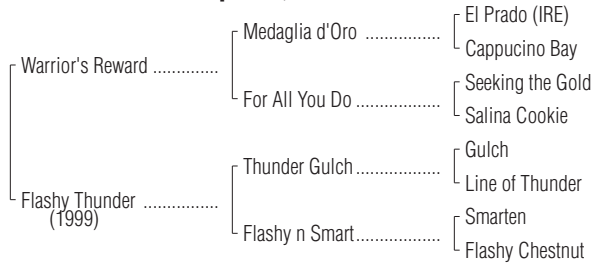 El Prado (IRE)
Medaglia d'Oro .................
Cappucino Bay
Warrior's Reward ..............
Seeking the Gold
For All You Do ...................
Salina Cookie
Gulch
Thunder Gulch ...................
Line of Thunder
Flashy Thunder ................
(1999)
Smarten
Flashy n Smart...................
Flashy Chestnut